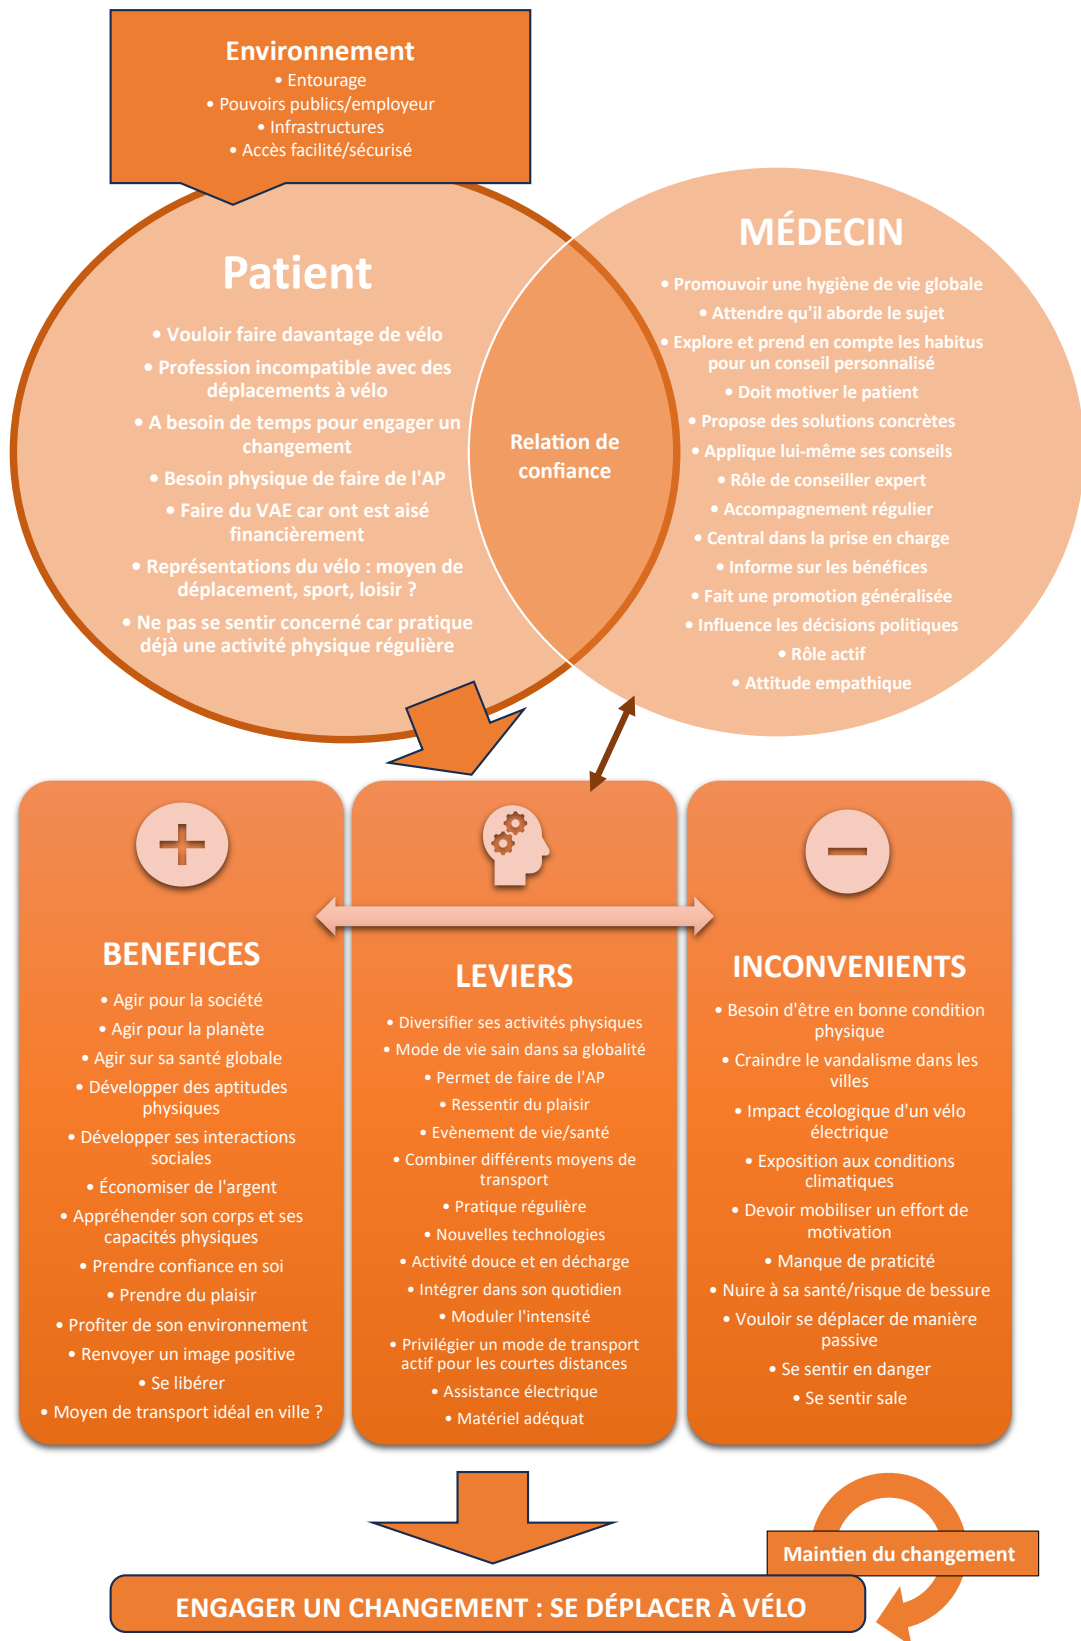 Environnement
• Entourage
• Pouvoirs publics/employeur
• Infrastructures
• Accès facilité/sécurisé
Patient
• Vouloir faire davantage de vélo
• Profession incompatible avec des
déplacements à vélo
• A besoin de temps pour engager un
changement
• Besoin physique de faire de l'AP
• Faire du VAE car ont est aisé
financièrement
• Représentations du vélo : moyen de
déplacement, sport, loisir ?
• Ne pas se sentir concerné car pratique
déjà une activité physique régulière
Relation de
confiance
MÉDECIN
• Promouvoir une hygiène de vie globale
• Attendre qu'il aborde le sujet
• Explore et prend en compte les habitus
pour un conseil personnalisé
• Doit motiver le patient
• Propose des solutions concrètes
• Applique lui-même ses conseils
• Rôle de conseiller expert
• Accompagnement régulier
• Central dans la prise en charge
• Informe sur les bénéfices
• Fait une promotion généralisée
• Influence les décisions politiques
• Rôle actif
• Attitude empathique
BENEFICES
• Agir pour la société
• Agir pour la planète
• Agir sur sa santé globale
• Développer des aptitudes
physiques
• Développer ses interactions
sociales
• Économiser de l'argent
• Appréhender son corps et ses
capacités physiques
• Prendre confiance en soi
• Prendre du plaisir
• Profiter de son environnement
• Renvoyer un image positive
• Se libérer
• Moyen de transport idéal en ville ?
LEVIERS
• Diversifier ses activités physiques
• Mode de vie sain dans sa globalité
• Permet de faire de l'AP
• Ressentir du plaisir
• Evènement de vie/santé
• Combiner différents moyens de
transport
• Pratique régulière
• Nouvelles technologies
• Activité douce et en décharge
• Intégrer dans son quotidien
• Moduler l'intensité
• Privilégier un mode de transport
actif pour les courtes distances
• Assistance électrique
• Matériel adéquat
INCONVENIENTS
• Besoin d'être en bonne condition
physique
• Craindre le vandalisme dans les
villes
• Impact écologique d'un vélo
électrique
• Exposition aux conditions
climatiques
• Devoir mobiliser un effort de
motivation
• Manque de praticité
• Nuire à sa santé/risque de bessure
• Vouloir se déplacer de manière
passive
• Se sentir en danger
• Se sentir sale
Maintien du changement
ENGAGER UN CHANGEMENT : SE DÉPLACER À VÉLO